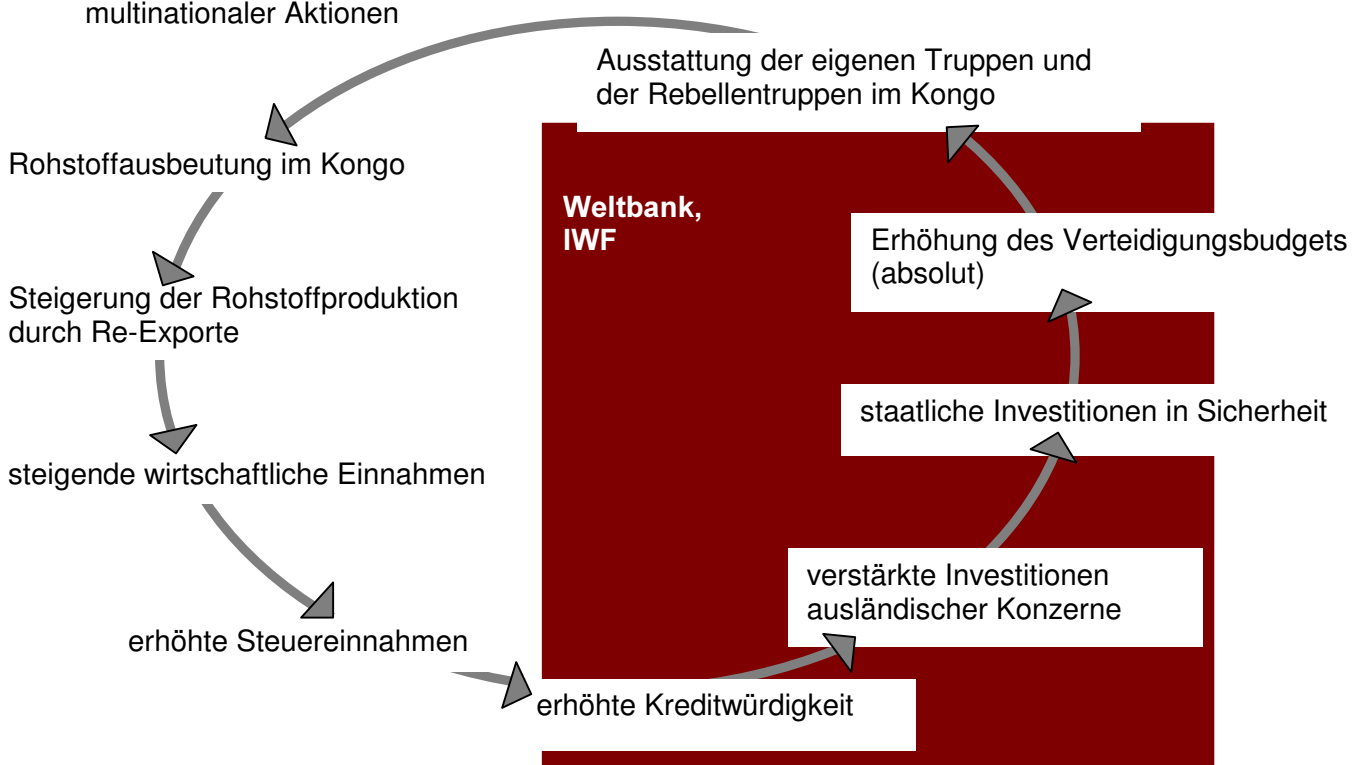 multinationaler Aktionen
Ausstattung der eigenen Truppen und
der Rebellentruppen im Kongo
Rohstoffausbeutung im Kongo
Weltbank,
IWF
Erhöhung des Verteidigungsbudgets
(absolut)
Steigerung der Rohstoffproduktion
durch Re-Exporte
staatliche Investitionen in Sicherheit
steigende wirtschaftliche Einnahmen
verstärkte Investitionen
ausländischer Konzerne
erhöhte Steuereinnahmen
erhöhte Kreditwürdigkeit